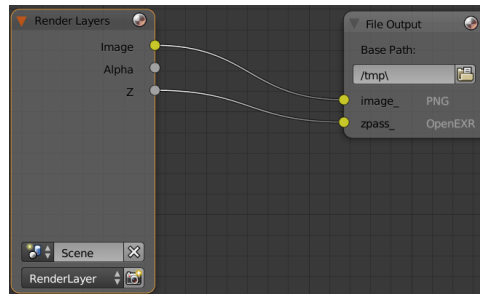 Render Layers
Image
Alpha
Z
Scene
RenderLayer
File Output
Base Path:
/tmp\
image_ PNG
zpass_ OpenEXR